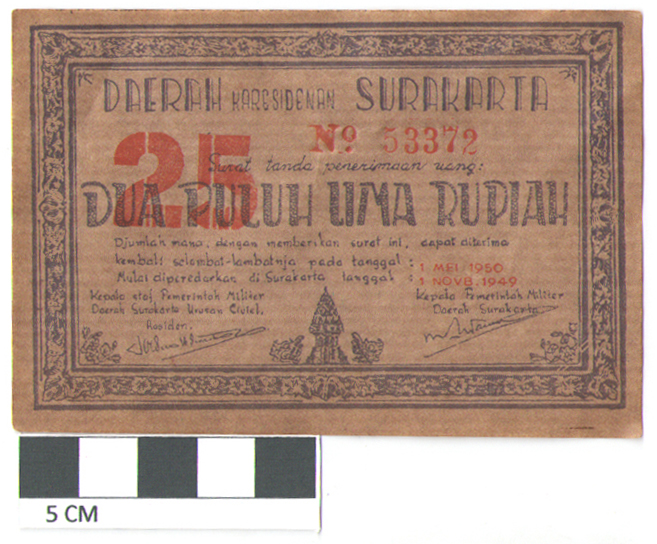 DAERAH KARESIDENAN SURAKARTA
25
No 53372
Surat tanda penerimaan uang:
DUA PULUH LIMA RUPIAH
Djumlah mana, dengan memberikan surat ini, dapat diterima
kembali selambat-lambatnja pada tanggal : 1 MEI 1950
Mulai diperedarkan di Surakarta tanggal : 1 NOVB. 1949
Kepala staf Pemerintah Militer
Daerah Surakarta Urusan Civiel,
Residen.
Kepala Pemerintah Militer
Daerah Surakarta.
5 CM